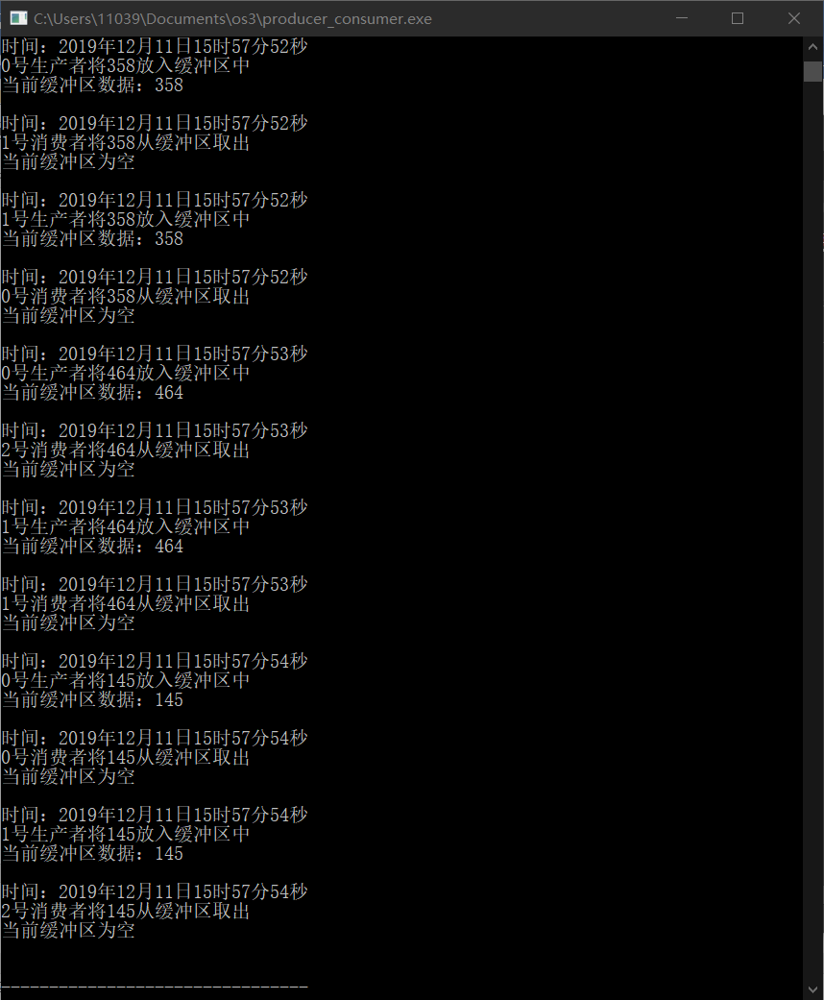 C:\Users\11039\Documents\os3\producer_consumer.exe
时间：2019年12月11日15时57分52秒
0号生产者将358放入缓冲区中
当前缓冲区数据：358
时间：2019年12月11日15时57分52秒
1号消费者将358从缓冲区取出
当前缓冲区为空
时间：2019年12月11日15时57分52秒
1号生产者将358放入缓冲区中
当前缓冲区数据：358
时间：2019年12月11日15时57分52秒
0号消费者将358从缓冲区取出
当前缓冲区为空
时间：2019年12月11日15时57分53秒
0号生产者将464放入缓冲区中
当前缓冲区数据：464
时间：2019年12月11日15时57分53秒
2号消费者将464从缓冲区取出
当前缓冲区为空
时间：2019年12月11日15时57分53秒
1号生产者将464放入缓冲区中
当前缓冲区数据：464
时间：2019年12月11日15时57分53秒
1号消费者将464从缓冲区取出
当前缓冲区为空
时间：2019年12月11日15时57分54秒
0号生产者将145放入缓冲区中
当前缓冲区数据：145
时间：2019年12月11日15时57分54秒
0号消费者将145从缓冲区取出
当前缓冲区为空
时间：2019年12月11日15时57分54秒
1号生产者将145放入缓冲区中
当前缓冲区数据：145
时间：2019年12月11日15时57分54秒
2号消费者将145从缓冲区取出
当前缓冲区为空
--------------------------------